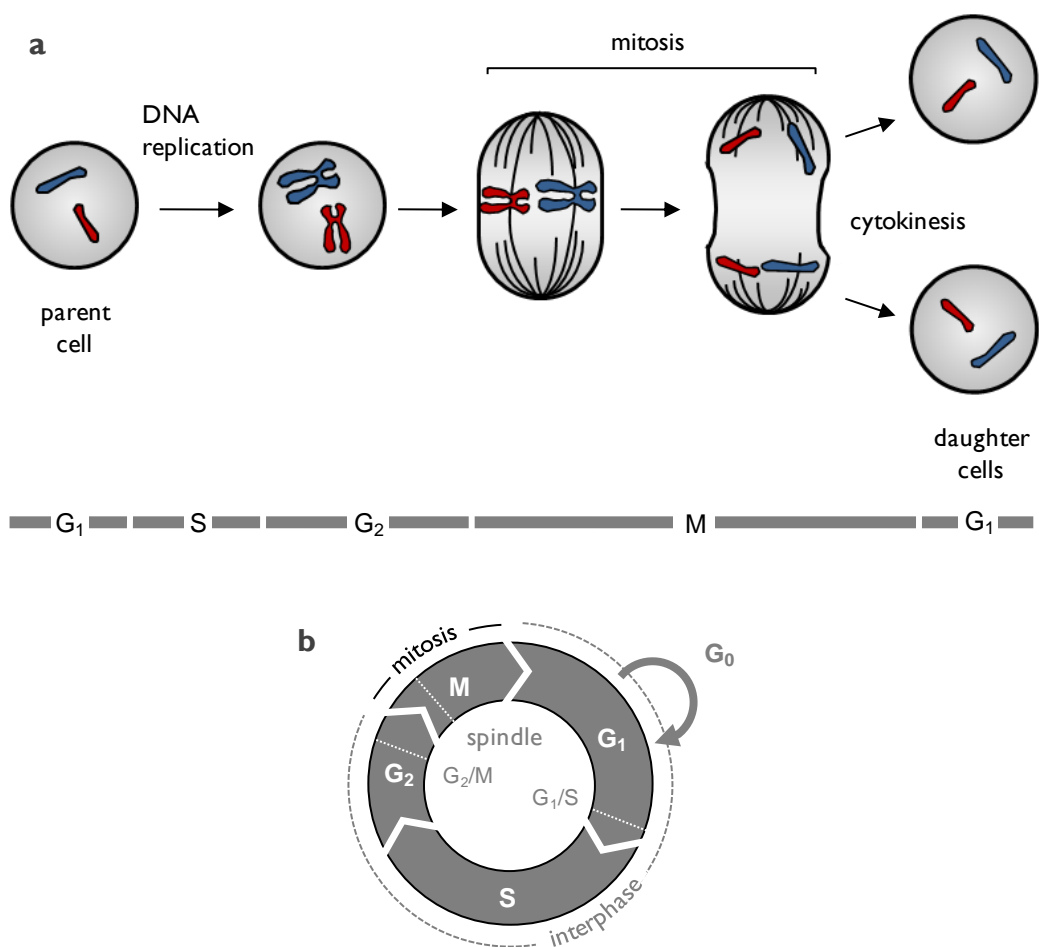 a
mitosis
DNA
replication
cytokinesis
parent
cell
daughter
cells
G₁
S
G₂
M
G₁
b
mitosis
G₀
M
spindle
G₁
G₂
G₂/M
G₁/S
S
interphase